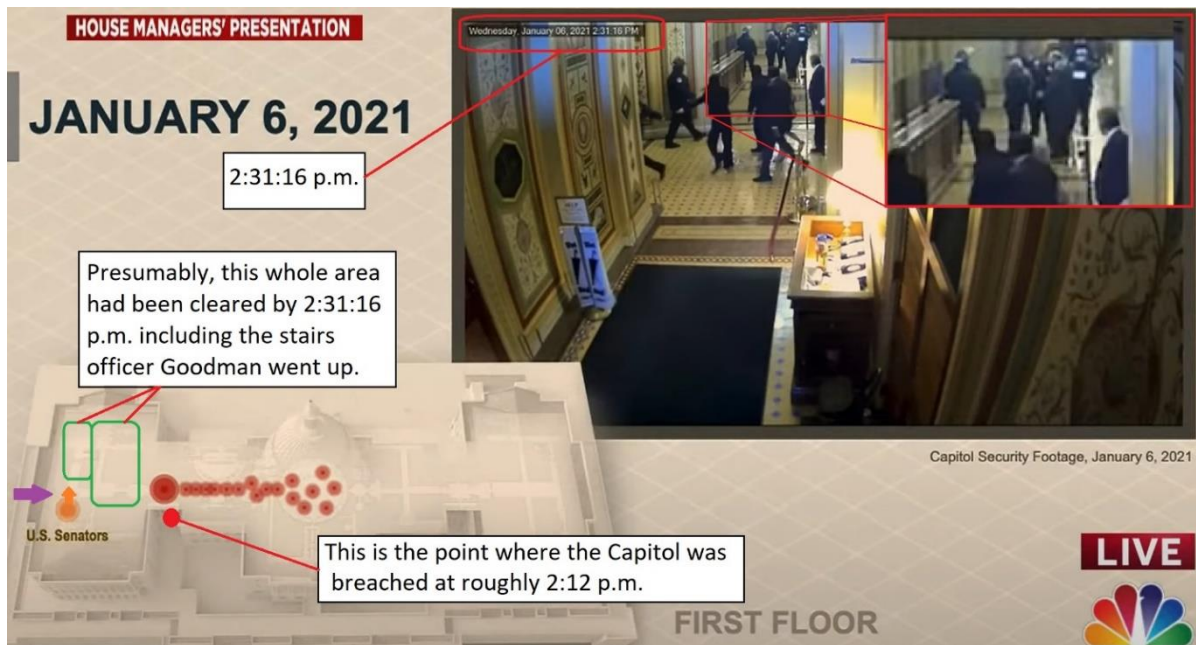 HOUSE MANAGERS' PRESENTATION
Wednesday, January 06, 2021 2:31:16 PM
JANUARY 6, 2021
2:31:16 p.m.
Presumably, this whole area
had been cleared by 2:31:16
p.m. including the stairs
officer Goodman went up.
Capitol Security Footage, January 6, 2021
U.S. Senators
This is the point where the Capitol was
breached at roughly 2:12 p.m.
LIVE
FIRST FLOOR